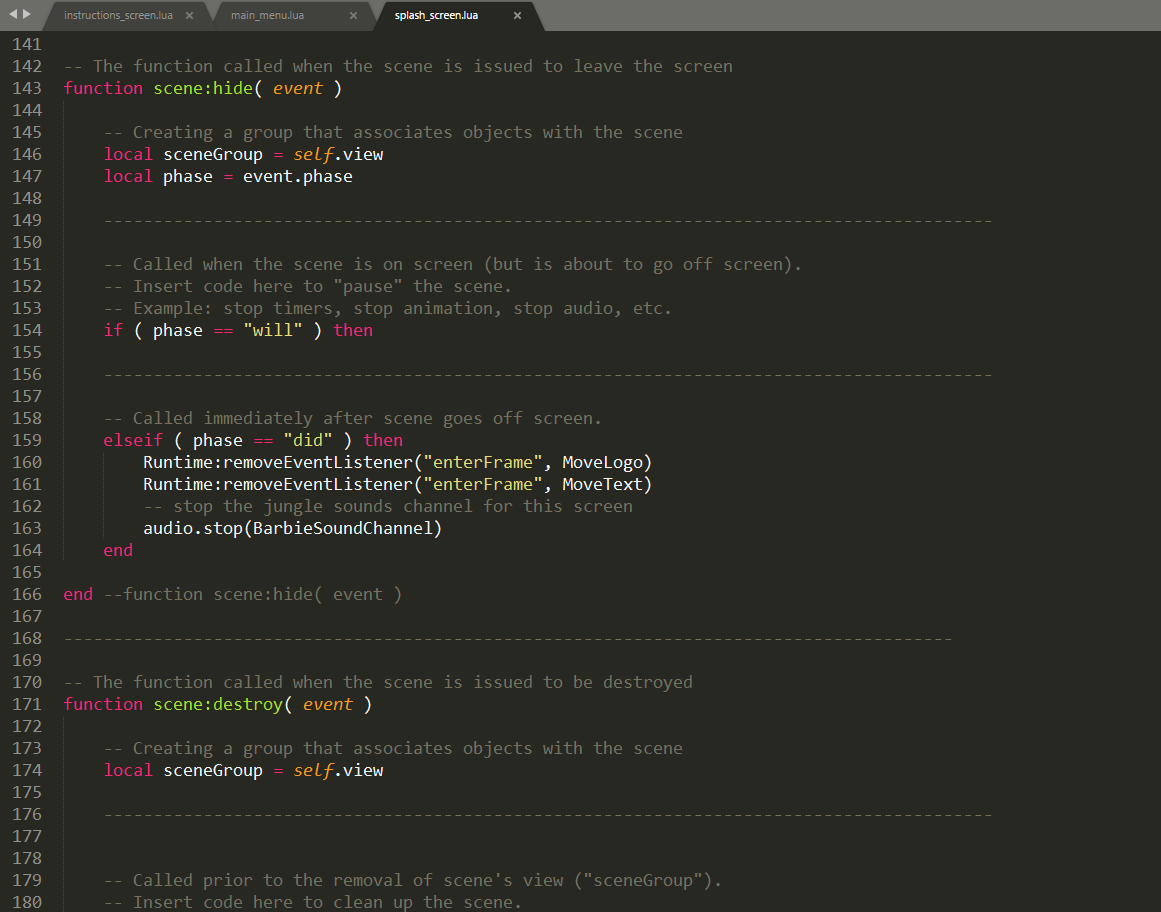 instructions_screen.lua × main_menu.lua × splash_screen.lua ×
141
142 -- The function called when the scene is issued to leave the screen
143 function scene:hide( event )
144
145 -- Creating a group that associates objects with the scene
146 local sceneGroup = self.view
147 local phase = event.phase
148
149 -----------------------------------------------------------------------------------------
150
151 -- Called when the scene is on screen (but is about to go off screen).
152 -- Insert code here to "pause" the scene.
153 -- Example: stop timers, stop animation, stop audio, etc.
154 if ( phase == "will" ) then
155
156 -----------------------------------------------------------------------------------------
157
158 -- Called immediately after scene goes off screen.
159 elseif ( phase == "did" ) then
160 Runtime:removeEventListener("enterFrame", MoveLogo)
161 Runtime:removeEventListener("enterFrame", MoveText)
162 -- stop the jungle sounds channel for this screen
163 audio.stop(BarbieSoundChannel)
164 end
165
166 end --function scene:hide( event )
167
168 -----------------------------------------------------------------------------------------
169
170 -- The function called when the scene is issued to be destroyed
171 function scene:destroy( event )
172
173 -- Creating a group that associates objects with the scene
174 local sceneGroup = self.view
175
176 -----------------------------------------------------------------------------------------
177
178
179 -- Called prior to the removal of scene's view ("sceneGroup").
180 -- Insert code here to clean up the scene.